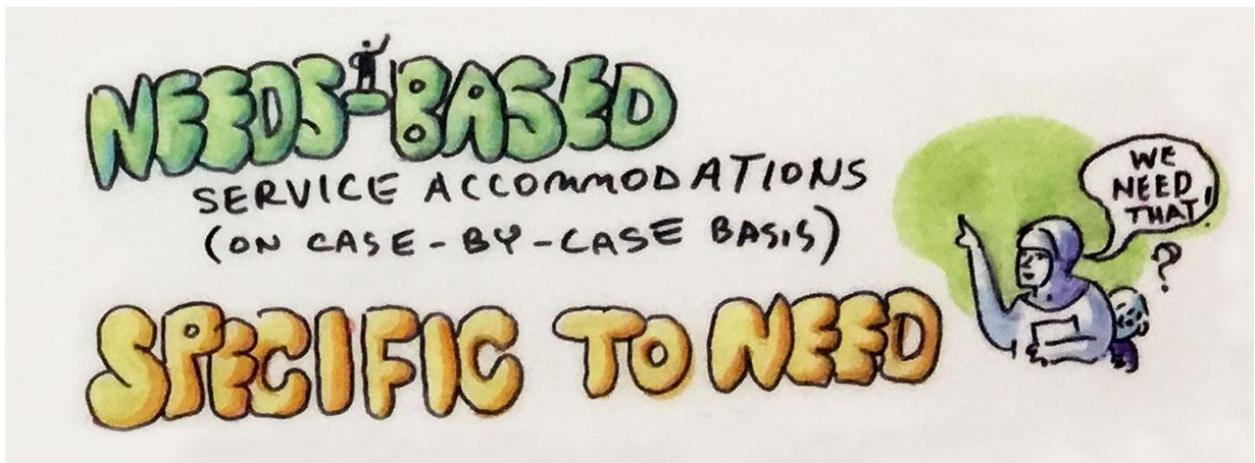 NEEDS-BASED
SERVICE ACCOMMODATIONS
(ON CASE-BY-CASE BASIS)
SPECIFIC TO NEED
WE
NEED
THAT!
?